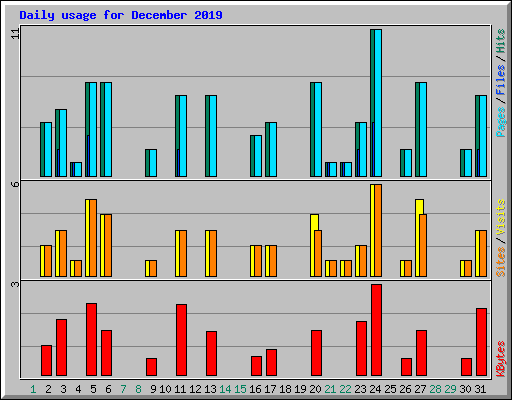 Daily usage for December 2019
11
6
3
Pages / Files / Hits
Sites / Visits
KBytes
1 2 3 4 5 6 7 8 9 10 11 12 13 14 15 16 17 18 19 20 21 22 23 24 25 26 27 28 29 30 31